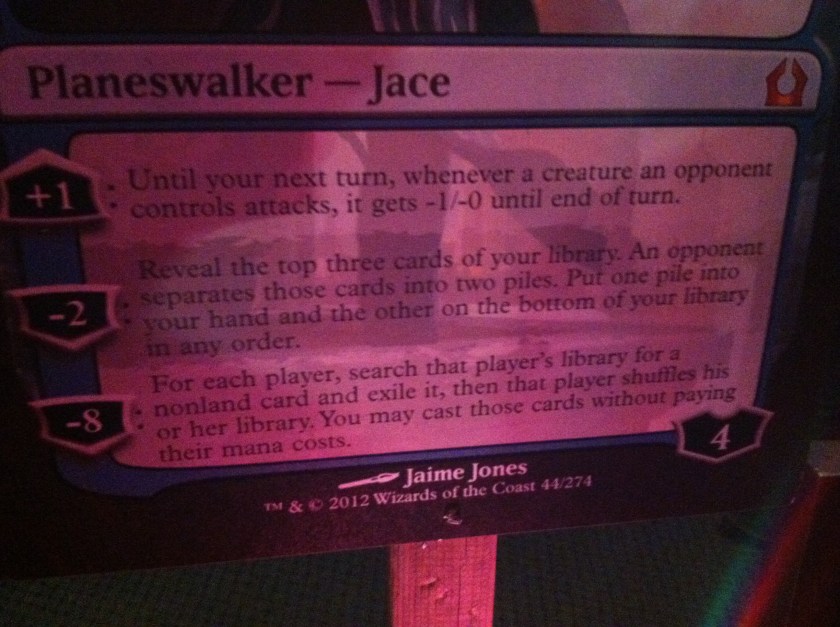 Planeswalker — Jace
+1 : Until your next turn, whenever a creature an opponent
controls attacks, it gets -1/-0 until end of turn.
-2 : Reveal the top three cards of your library. An opponent
separates those cards into two piles. Put one pile into
your hand and the other on the bottom of your library
in any order.
-8 : For each player, search that player's library for a
nonland card and exile it, then that player shuffles his
or her library. You may cast those cards without paying
their mana costs.
4
Jaime Jones
™ & © 2012 Wizards of the Coast 44/274